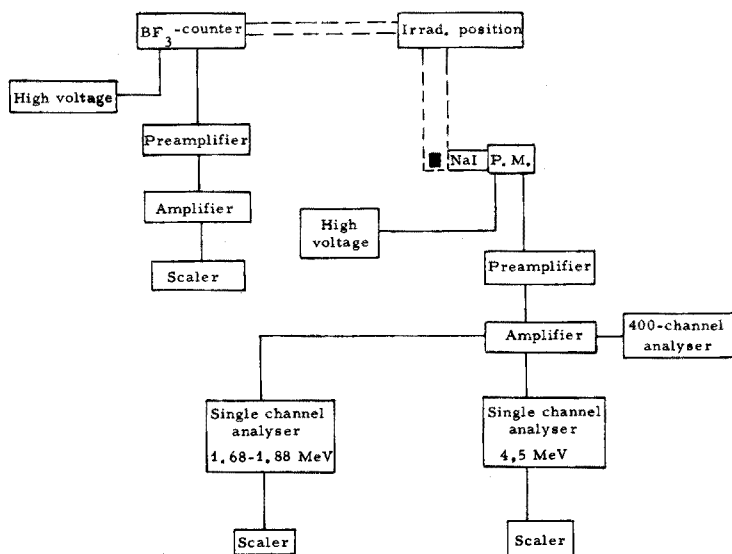 BF3-counter
Irrad. position
High voltage
Preamplifier
NaI
P. M.
Amplifier
High
voltage
Scaler
Preamplifier
Amplifier
400-channel
analyser
Single channel
analyser
1.68-1.88 MeV
Single channel
analyser
4,5 MeV
Scaler
Scaler